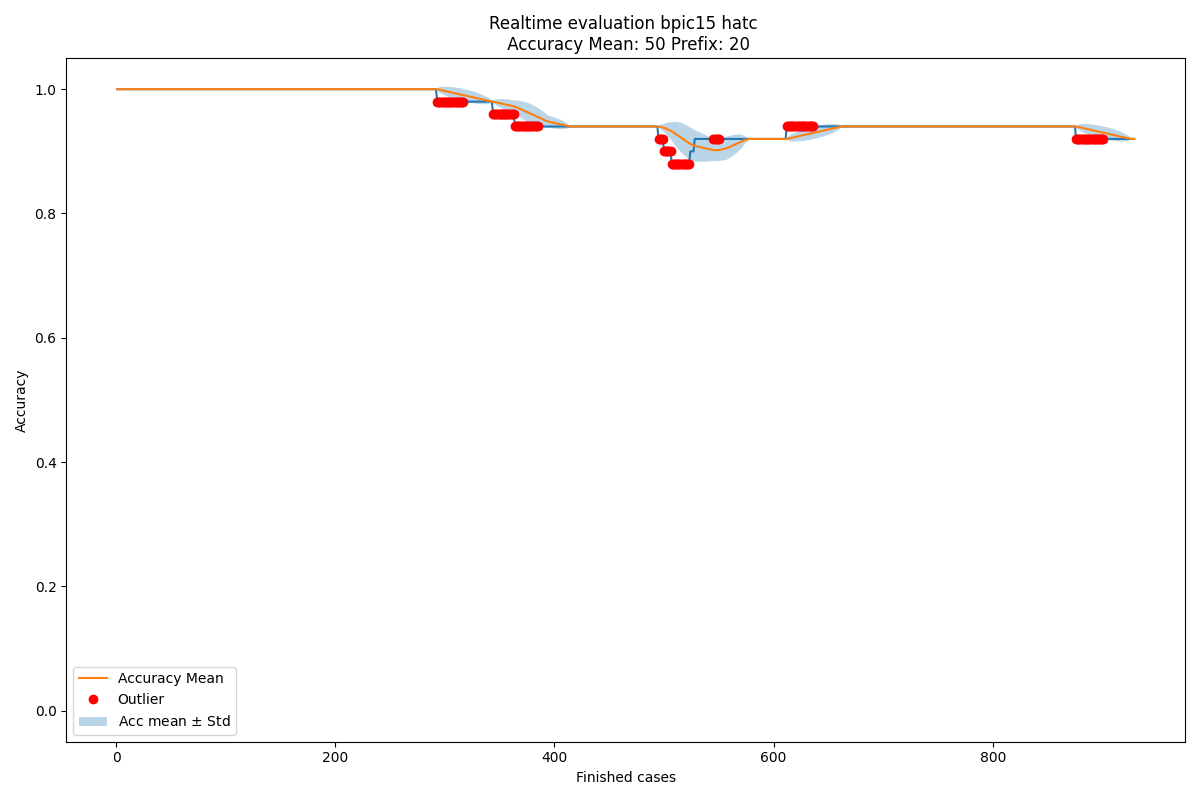 Realtime evaluation bpic15 hatc
Accuracy Mean: 50 Prefix: 20
1.0
0.8
0.6
0.4
0.2
0.0
Accuracy
Accuracy Mean
Outlier
Acc mean ± Std
0 200 400 600 800
Finished cases